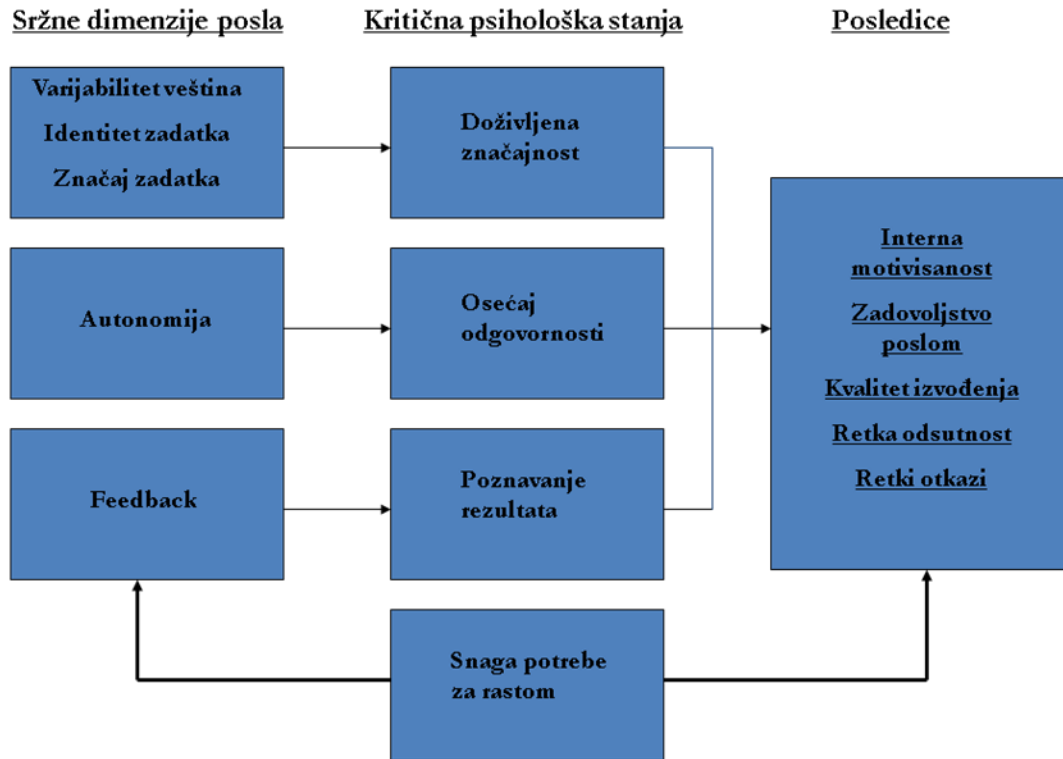 Sržne dimenzije posla
Kritična psihološka stanja
Posledice
Varijabilitet veština
Identitet zadatka
Značaj zadatka
Doživljena
značajnost
Autonomija
Osećaj
odgovornosti
Feedback
Poznavanje
rezultata
Snaga potrebe
za rastom
Interna
motivisanost
Zadovoljstvo
poslom
Kvalitet izvođenja
Retka odsutnost
Retki otkazi